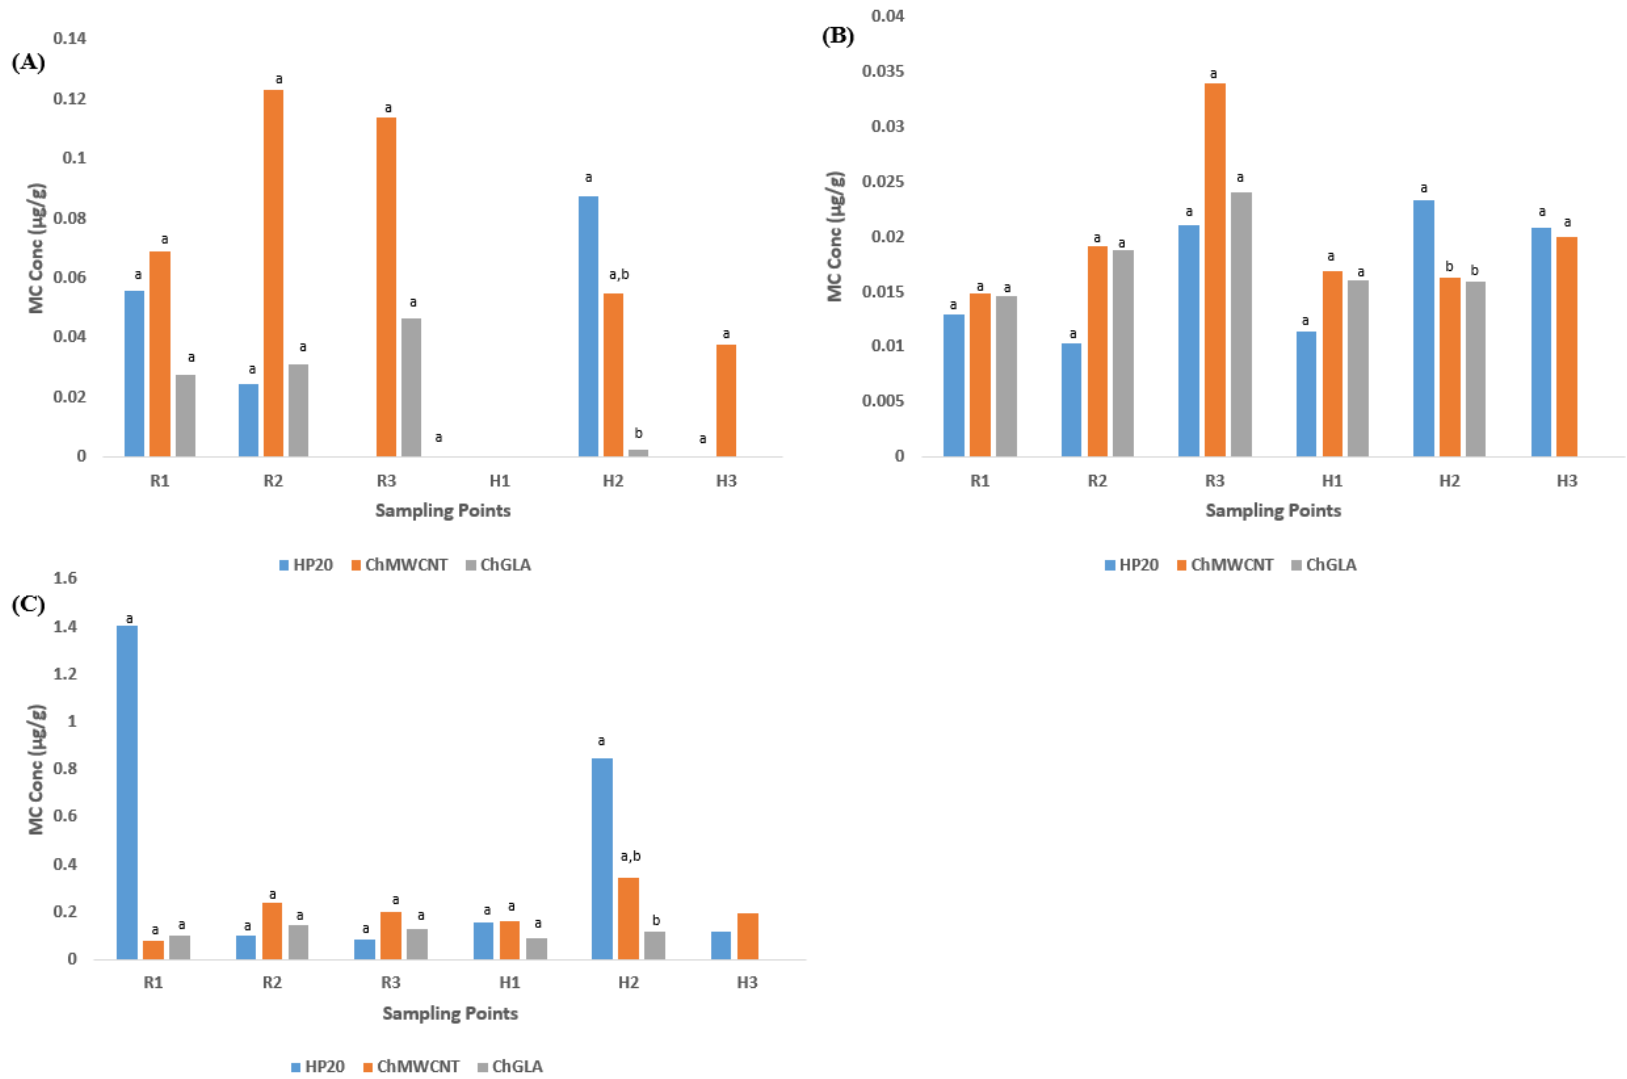 (A)
0.14
0.12
0.1
0.08
0.06
0.04
0.02
0
MC Conc (µg/g)
a a a
a a
a a
a
a a,b b
a a
R1 R2 R3 H1 H2 H3
Sampling Points
HP20 ChMWCNT ChGLA
(B)
0.04
0.035
0.03
0.025
0.02
0.015
0.01
0.005
0
MC Conc (µg/g)
a a a
a a a
a a a
a a a
a b b
a a
R1 R2 R3 H1 H2 H3
Sampling Points
HP20 ChMWCNT ChGLA
(C)
1.6
1.4
1.2
1
0.8
0.6
0.4
0.2
0
MC Conc (µg/g)
a a a
a a a
a a a
a a a
a a,b b
R1 R2 R3 H1 H2 H3
Sampling Points
HP20 ChMWCNT ChGLA